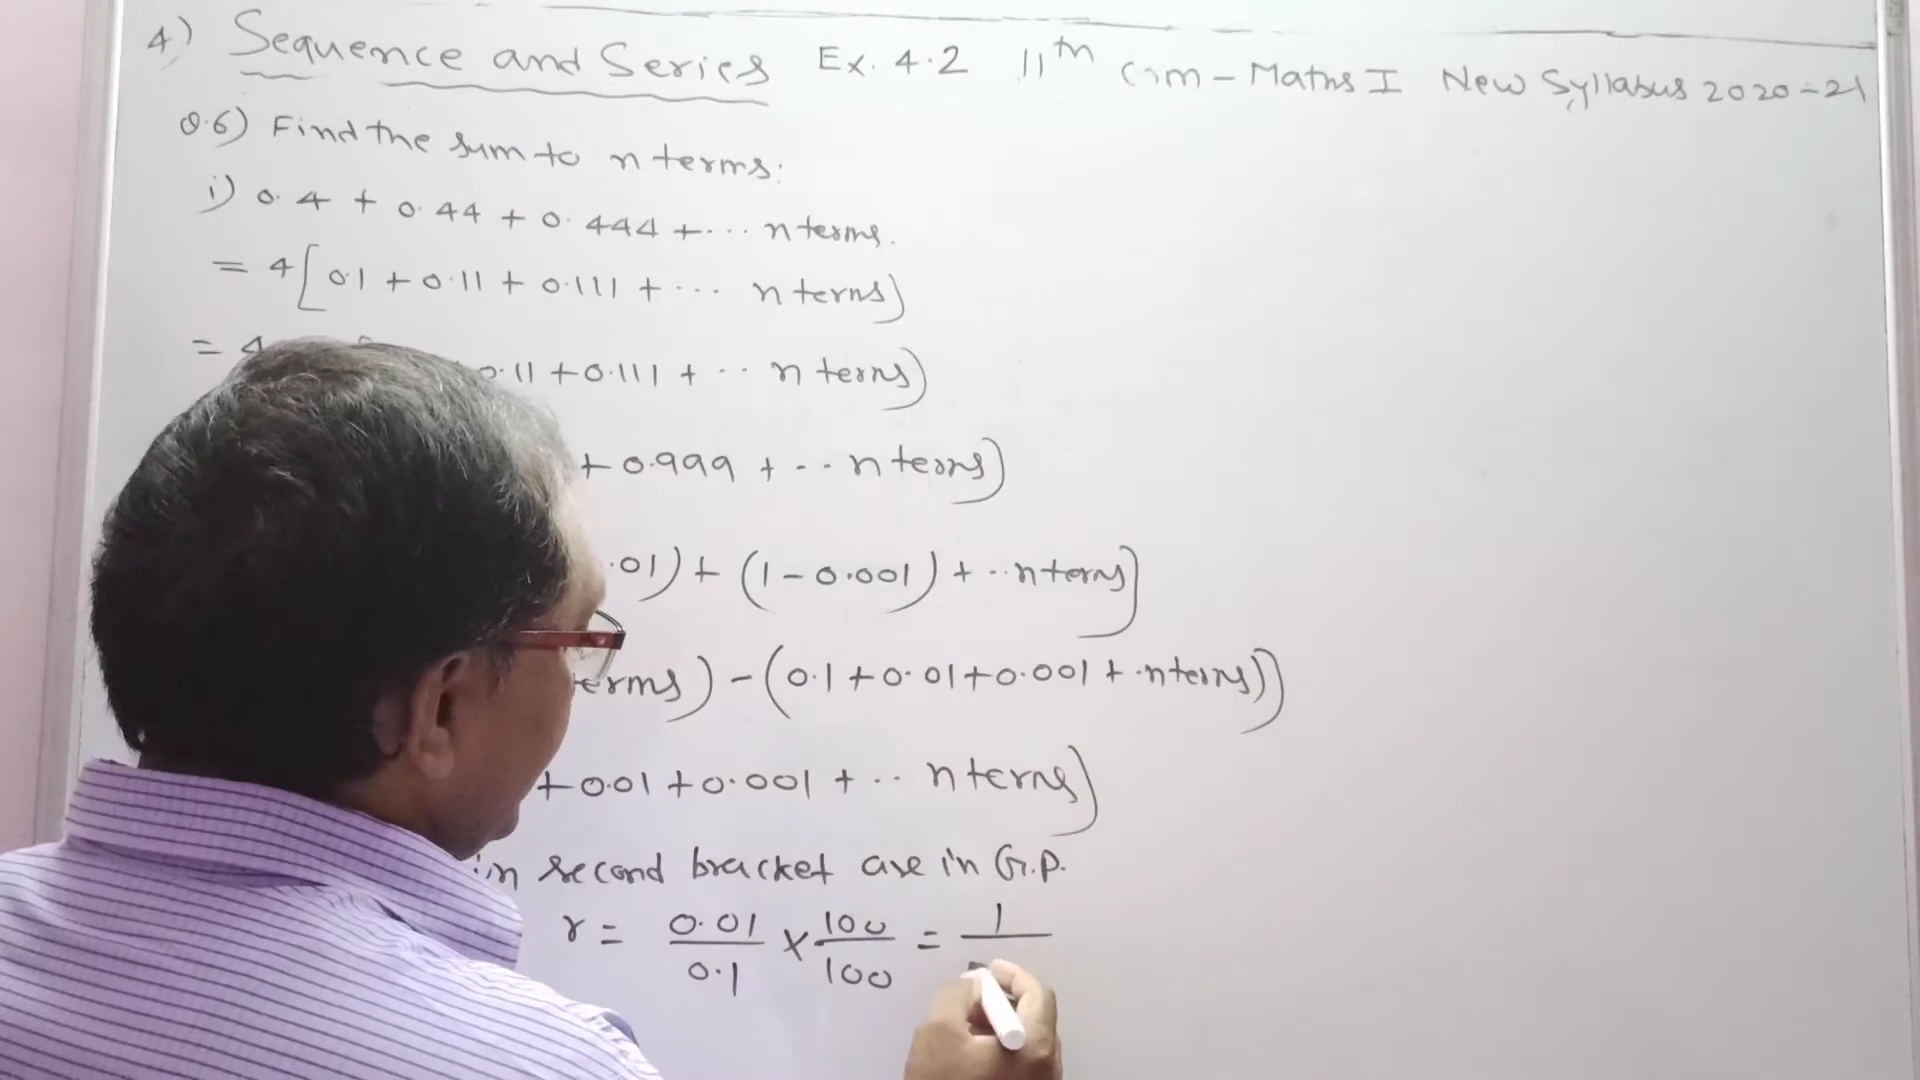 4) Sequence and Series Ex. 4.2 11th Com - Maths I New Syllabus 2020-21
Q.6) Find the sum to n terms:
i) 0.4 + 0.44 + 0.444 + ... n terms.
= 4[0.1 + 0.11 + 0.111 + ... n terms]
= 4 0.11 + 0.111 + .. n terms]
+ 0.999 + ... n terms]
.01) + (1 - 0.001) + .. n terms]
terms) - (0.1 + 0.01 + 0.001 + . n terms)]
+ 0.01 + 0.001 + .. n terms]
in second bracket are in G.P.
r = 0.01/0.1 × 100/100 = 1/